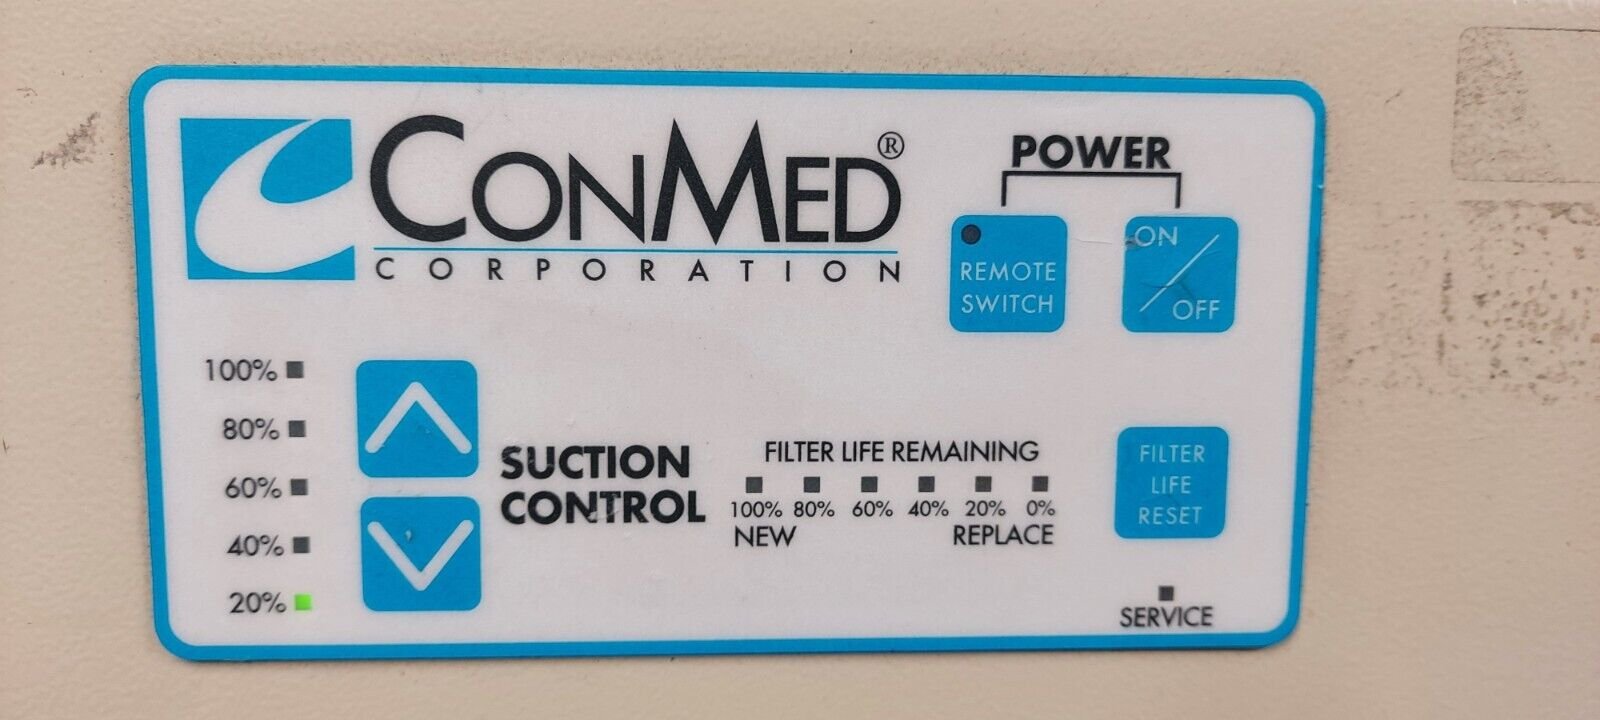 CONMED®
CORPORATION
POWER
REMOTE
SWITCH
ON
OFF
100%
80%
60%
40%
20%
SUCTION
CONTROL
FILTER LIFE REMAINING
100% 80% 60% 40% 20% 0%
NEW REPLACE
FILTER
LIFE
RESET
SERVICE